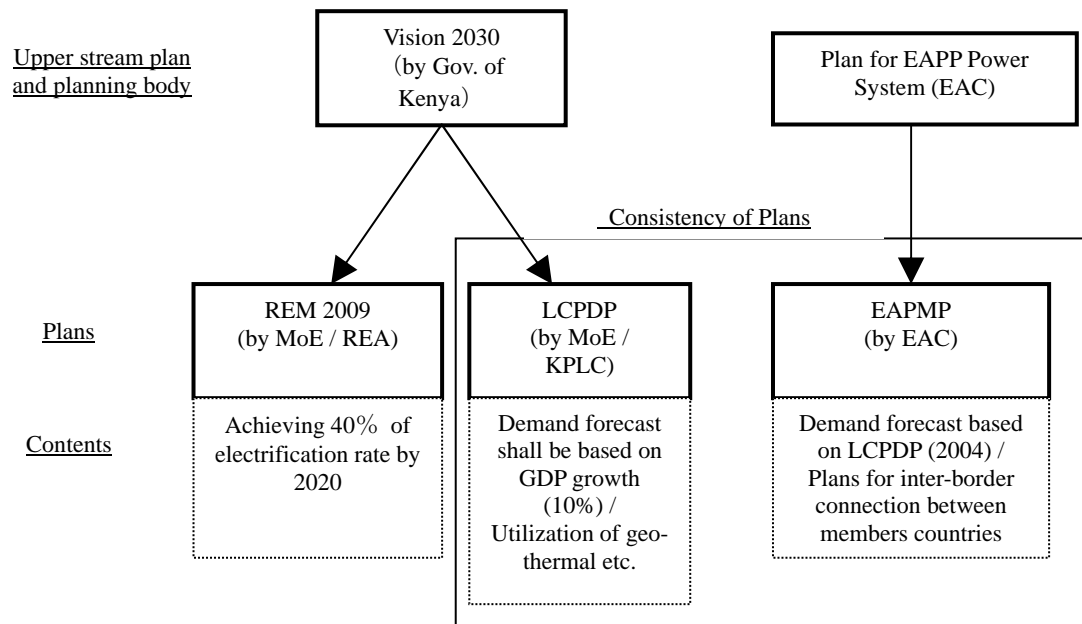 Upper stream plan
and planning body
Vision 2030
（by Gov. of
Kenya）
Plan for EAPP Power
System (EAC)
Consistency of Plans
Plans
REM 2009
(by MoE / REA)
LCPDP
(by MoE /
KPLC)
EAPMP
(by EAC)
Contents
Achieving 40% of
electrification rate by
2020
Demand forecast
shall be based on
GDP growth
(10%) /
Utilization of geo-
thermal etc.
Demand forecast based
on LCPDP (2004) /
Plans for inter-border
connection between
members countries